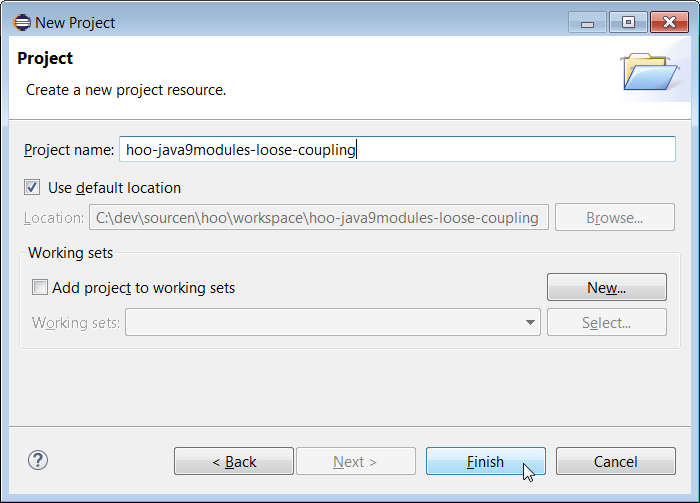 New Project
Project
Create a new project resource.
Project name: hoo-java9modules-loose-coupling
Use default location
Location: C:\dev\sourcen\hoo\workspace\hoo-java9modules-loose-coupling Browse...
Working sets
Add project to working sets New...
Working sets: Select...
? < Back Next > Finish Cancel